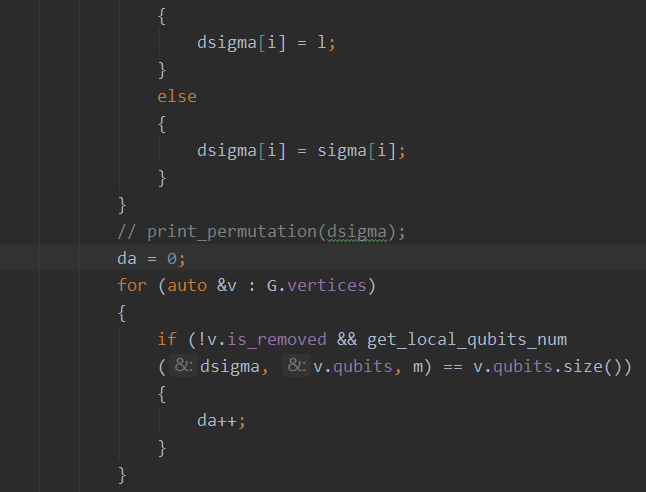 {
dsigma[i] = l;
}
else
{
dsigma[i] = sigma[i];
}
}
// print_permutation(dsigma);
da = 0;
for (auto &v : G.vertices)
{
if (!v.is_removed && get_local_qubits_num
( &: dsigma, &: v.qubits, m) == v.qubits.size())
{
da++;
}
}